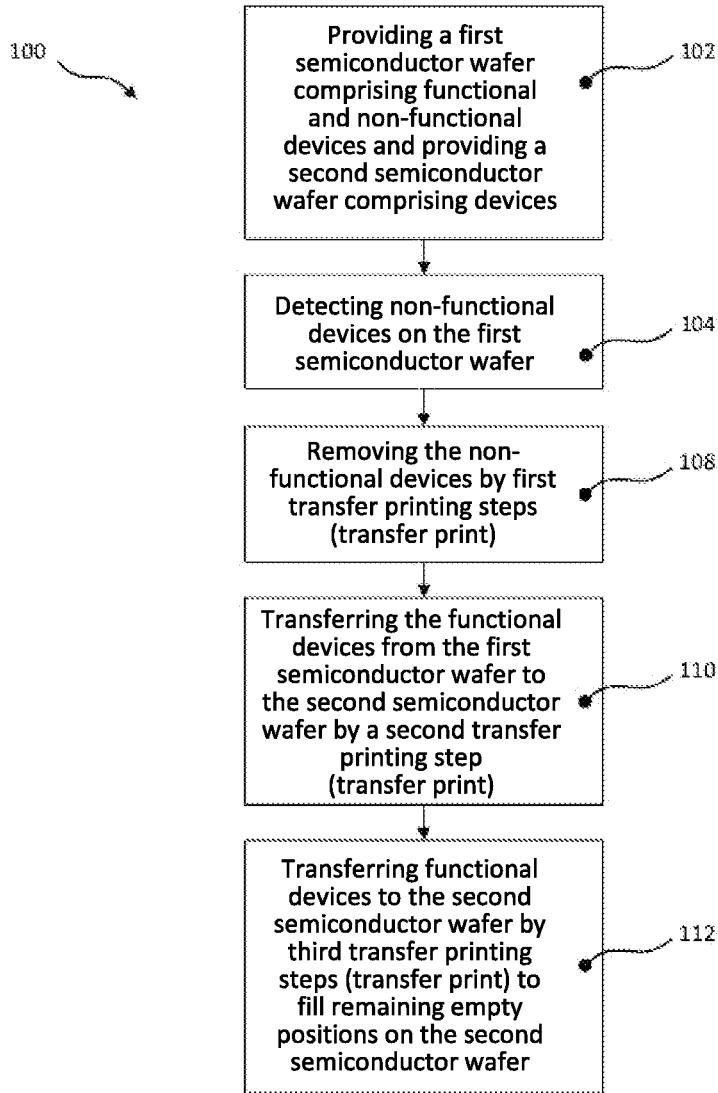 100
Providing a first
semiconductor wafer
comprising functional
and non-functional
devices and providing a
second semiconductor
wafer comprising devices
102
Detecting non-functional
devices on the first
semiconductor wafer
104
Removing the non-
functional devices by first
transfer printing steps
(transfer print)
108
Transferring the functional
devices from the first
semiconductor wafer to
the second semiconductor
wafer by a second transfer
printing step
(transfer print)
110
Transferring functional
devices to the second
semiconductor wafer by
third transfer printing
steps (transfer print) to
fill remaining empty
positions on the second
semiconductor wafer
112